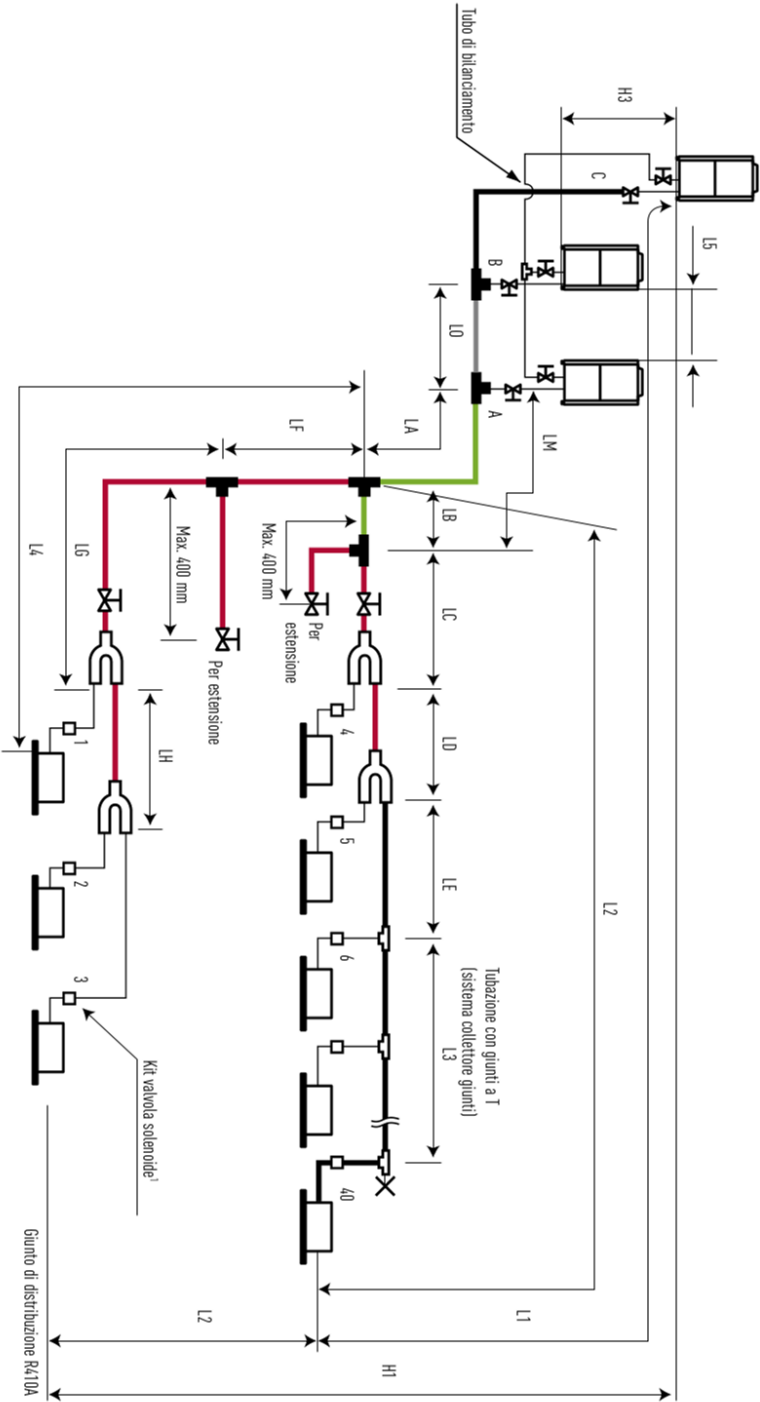 Tubo di bilanciamento
H3
C
L5
B
LO
A
LM
LA
LF
LB
L4
LG
Max. 400 mm
Max. 400 mm
LC
Per
estensione
Per estensione
LH
LD
1
4
LE
5
2
6
L2
3
Tubazione con giunti a T
(sistema collettore giunti)
L3
Kit valvola solenoide¹
40
Giunto di distribuzione R410A
L2
L1
H1